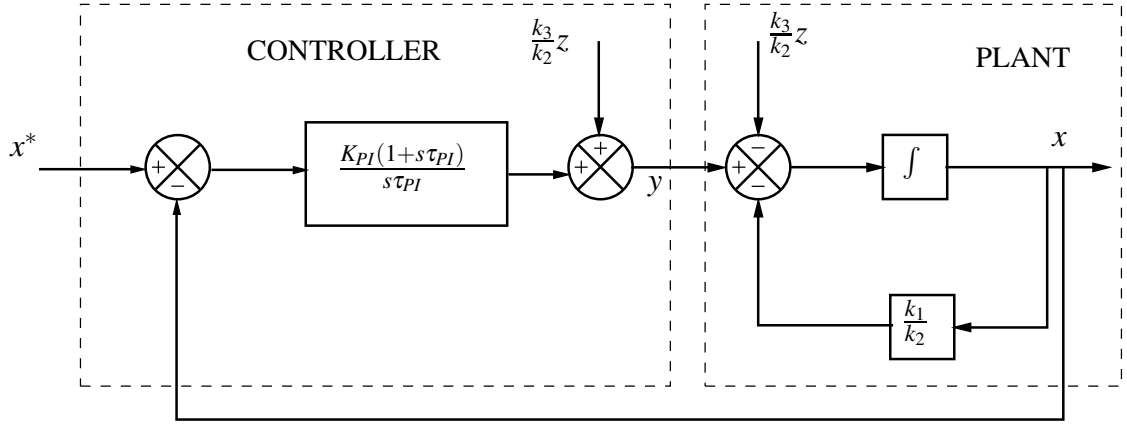 CONTROLLER
PLANT
k₃/k₂ z
k₃/k₂ z
x*
+
−
K_PI(1+sτ_PI)/sτ_PI
+
+
y
−
+
−
∫
x
k₁/k₂